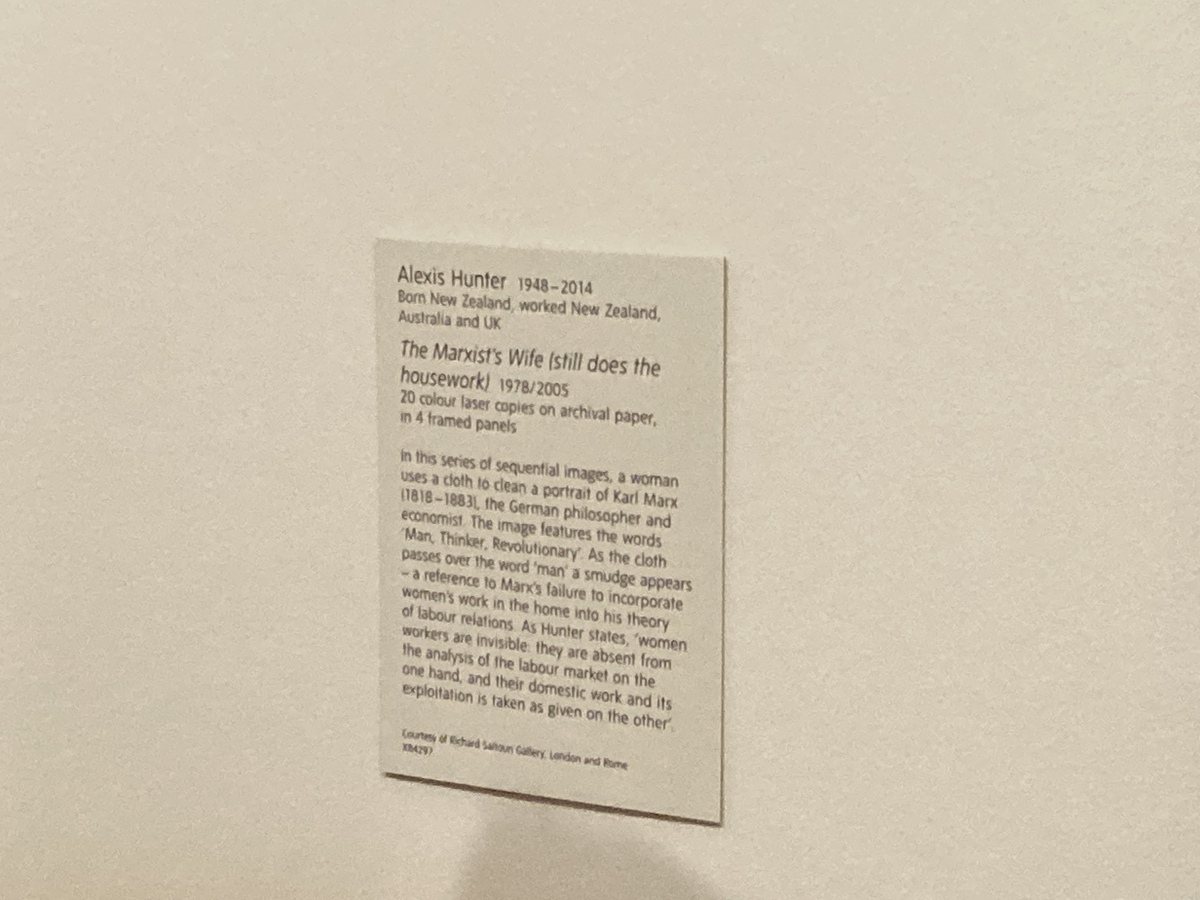 Alexis Hunter 1948–2014
Born New Zealand, worked New Zealand,
Australia and UK
The Marxist's Wife (still does the
housework) 1978/2005
20 colour laser copies on archival paper,
in 4 framed panels
In this series of sequential images, a woman
uses a cloth to clean a portrait of Karl Marx
(1818–1883), the German philosopher and
economist. The image features the words
'Man, Thinker, Revolutionary'. As the cloth
passes over the word 'man' a smudge appears
– a reference to Marx's failure to incorporate
women's work in the home into his theory
of labour relations. As Hunter states, 'women
workers are invisible: they are absent from
the analysis of the labour market on the
one hand, and their domestic work and its
exploitation is taken as given on the other'.
Courtesy of Richard Saltoun Gallery, London and Rome
X84297